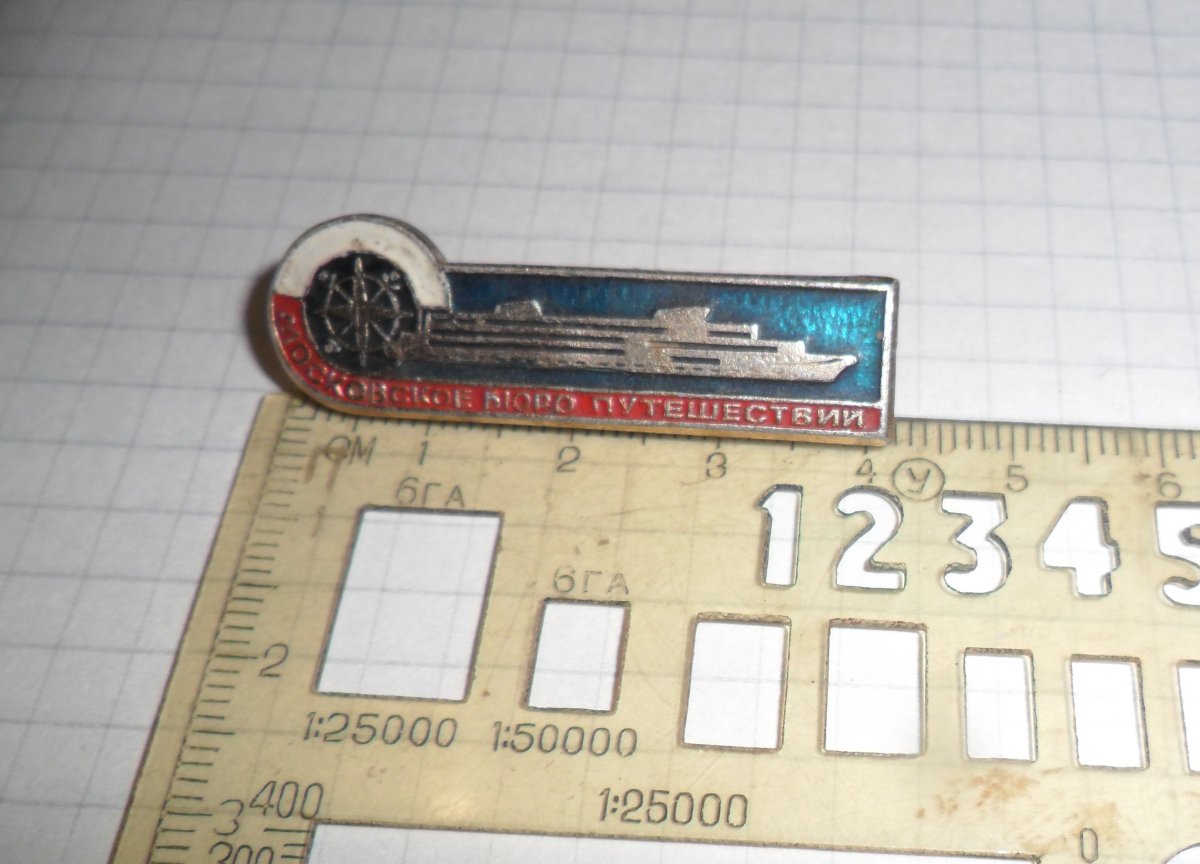 МОСКОВСКОЕ БЮРО ПУТЕШЕСТВИЙ
СМ 1 2 3 4 У 5 6
6ГА
1 2 3 4 5
6ГА
2
1:25000 1:50000
3 400 1:25000
300 0